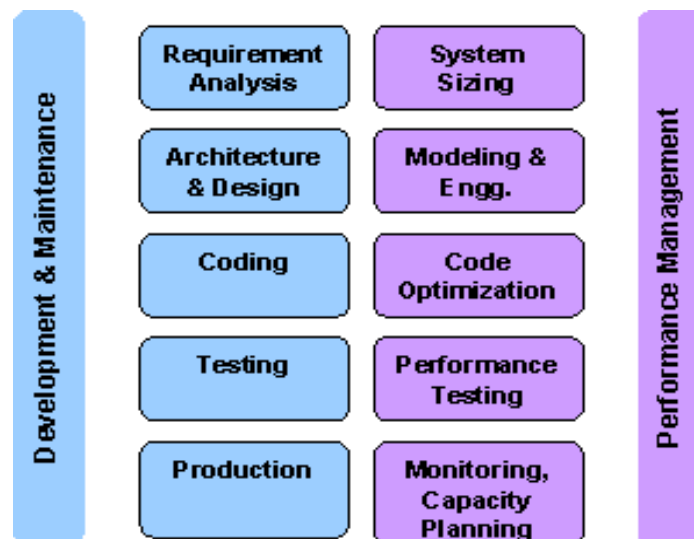 Development & Maintenance
Requirement
Analysis
System
Sizing
Architecture
& Design
Modeling &
Engg.
Coding
Code
Optimization
Testing
Performance
Testing
Production
Monitoring,
Capacity
Planning
Performance Management